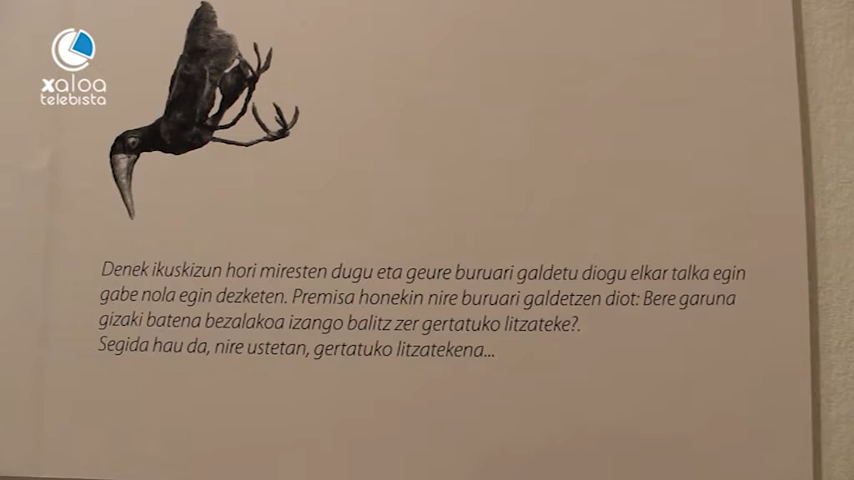 xaloa
telebista
Denek ikuskizun hori miresten dugu eta geure buruari galdetu diogu elkar talka egin
gabe nola egin dezketen. Premisa honekin nire buruari galdetzen diot: Bere garuna
gizaki batena bezalakoa izango balitz zer gertatuko litzateke?.
Segida hau da, nire ustetan, gertatuko litzatekena...